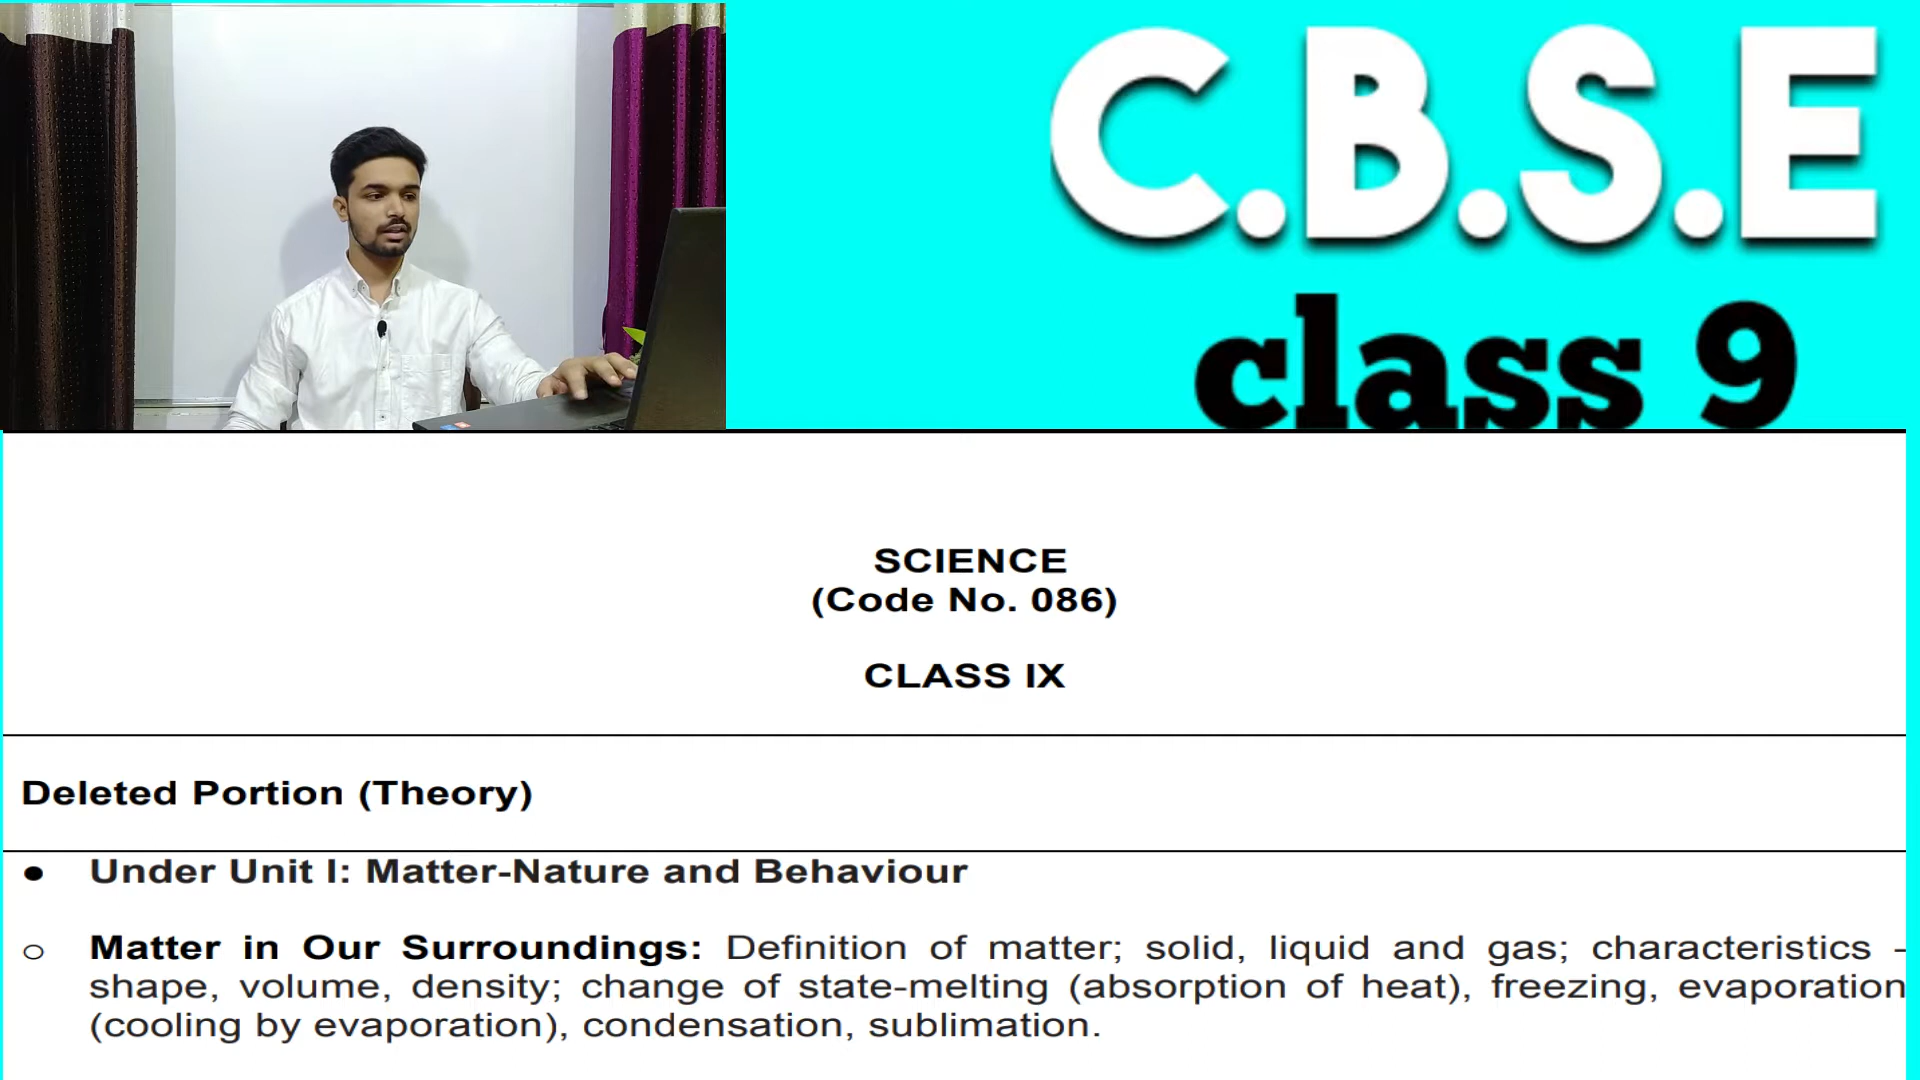 C.B.S.E
class 9
SCIENCE
(Code No. 086)
CLASS IX
Deleted Portion (Theory)
● Under Unit I: Matter-Nature and Behaviour
○ Matter in Our Surroundings: Definition of matter; solid, liquid and gas; characteristics -
shape, volume, density; change of state-melting (absorption of heat), freezing, evaporation
(cooling by evaporation), condensation, sublimation.